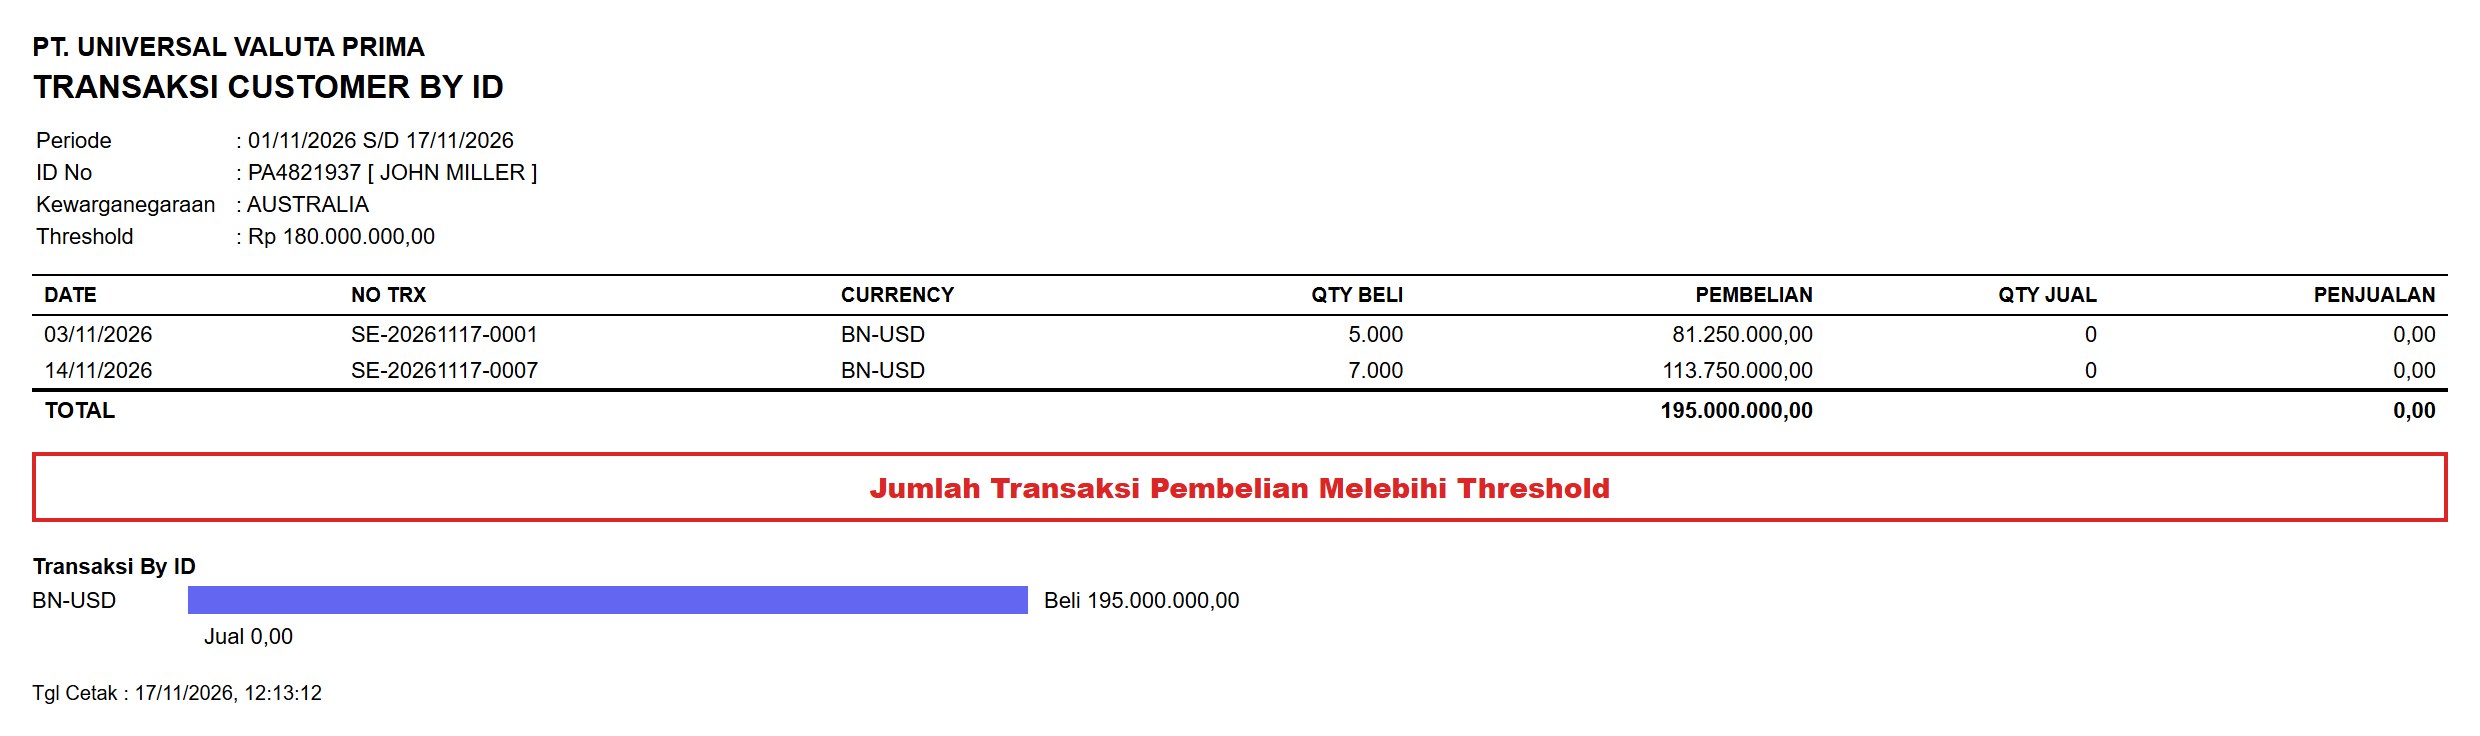 PT. UNIVERSAL VALUTA PRIMA
TRANSAKSI CUSTOMER BY ID
Periode : 01/11/2026 S/D 17/11/2026
ID No : PA4821937 [ JOHN MILLER ]
Kewarganegaraan : AUSTRALIA
Threshold : Rp 180.000.000,00
DATE NO TRX CURRENCY QTY BELI PEMBELIAN QTY JUAL PENJUALAN
03/11/2026 SE-20261117-0001 BN-USD 5.000 81.250.000,00 0 0,00
14/11/2026 SE-20261117-0007 BN-USD 7.000 113.750.000,00 0 0,00
TOTAL 195.000.000,00 0,00
Jumlah Transaksi Pembelian Melebihi Threshold
Transaksi By ID
BN-USD Beli 195.000.000,00
Jual 0,00
Tgl Cetak : 17/11/2026, 12:13:12